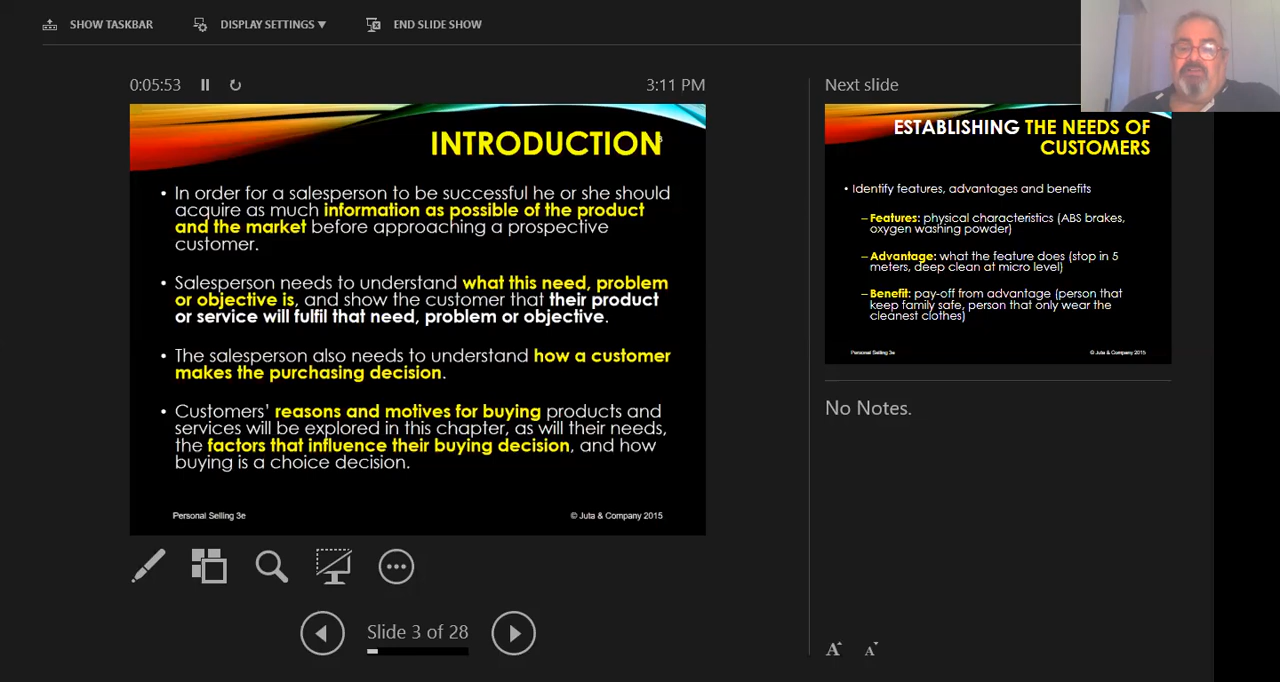 SHOW TASKBAR
DISPLAY SETTINGS ▼
END SLIDE SHOW
0:05:53
3:11 PM
INTRODUCTION
• In order for a salesperson to be successful he or she should
acquire as much information as possible of the product
and the market before approaching a prospective
customer.
• Salesperson needs to understand what this need, problem
or objective is, and show the customer that their product
or service will fulfil that need, problem or objective.
• The salesperson also needs to understand how a customer
makes the purchasing decision.
• Customers' reasons and motives for buying products and
services will be explored in this chapter, as will their needs,
the factors that influence their buying decision, and how
buying is a choice decision.
Personal Selling 3e
© Juta & Company 2015
Slide 3 of 28
Next slide
ESTABLISHING THE NEEDS OF
CUSTOMERS
• Identify features, advantages and benefits
– Features: physical characteristics (ABS brakes,
oxygen washing powder)
– Advantage: what the feature does (stop in 5
meters, deep clean at micro level)
– Benefit: pay-off from advantage (person that
keep family safe, person that only wear the
cleanest clothes)
Personal Selling 3e
© Juta & Company 2015
No Notes.
A A